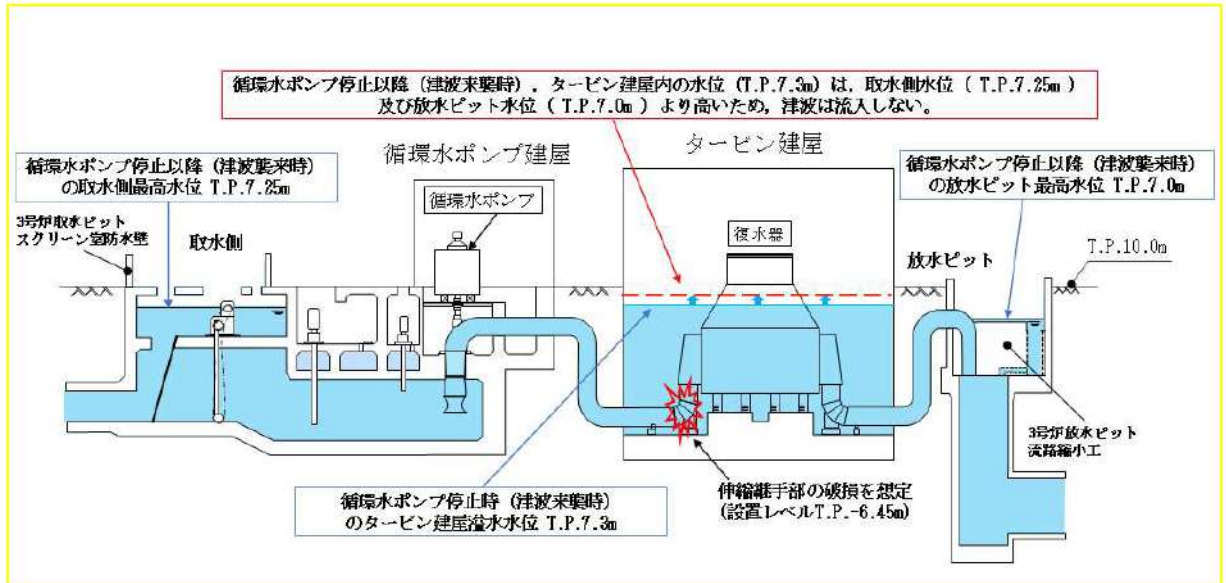 循環水ポンプ停止以降（津波来襲時），タービン建屋内の水位（T.P.7.3m）は，取水側水位（T.P.7.25m）
及び放水ピット水位（T.P.7.0m）より高いため，津波は流入しない。
循環水ポンプ建屋
タービン建屋
循環水ポンプ停止以降（津波襲来時）
の取水側最高水位 T.P.7.25m
循環水ポンプ停止以降（津波襲来時）
の放水ピット最高水位 T.P.7.0m
3号炉取水ピット
スクリーン室防水壁
取水側
循環水ポンプ
復水器
放水ピット
T.P.10.0m
3号炉放水ピット
流路縮小工
循環水ポンプ停止時（津波来襲時）
のタービン建屋溢水水位 T.P.7.3m
伸縮継手部の破損を想定
(設置レベルT.P.-6.45m)